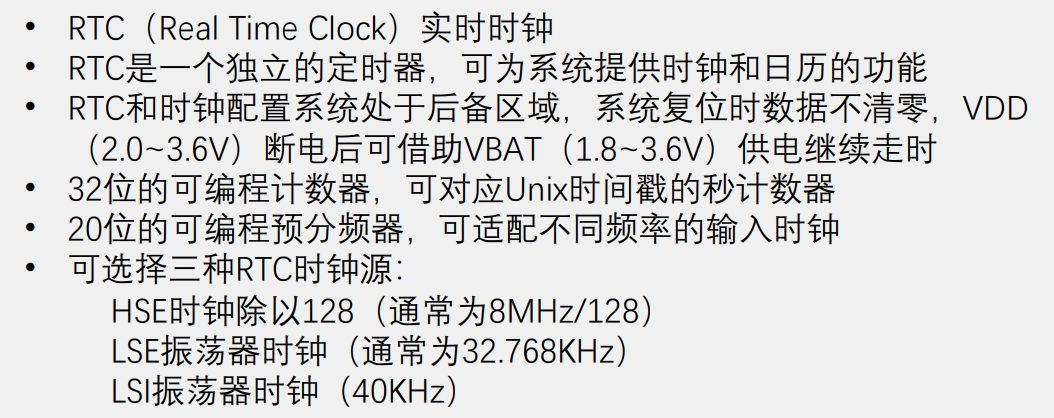 • RTC（Real Time Clock）实时时钟
• RTC是一个独立的定时器，可为系统提供时钟和日历的功能
• RTC和时钟配置系统处于后备区域，系统复位时数据不清零，VDD
（2.0~3.6V）断电后可借助VBAT（1.8~3.6V）供电继续走时
• 32位的可编程计数器，可对应Unix时间戳的秒计数器
• 20位的可编程预分频器，可适配不同频率的输入时钟
• 可选择三种RTC时钟源：
HSE时钟除以128（通常为8MHz/128）
LSE振荡器时钟（通常为32.768KHz）
LSI振荡器时钟（40KHz）